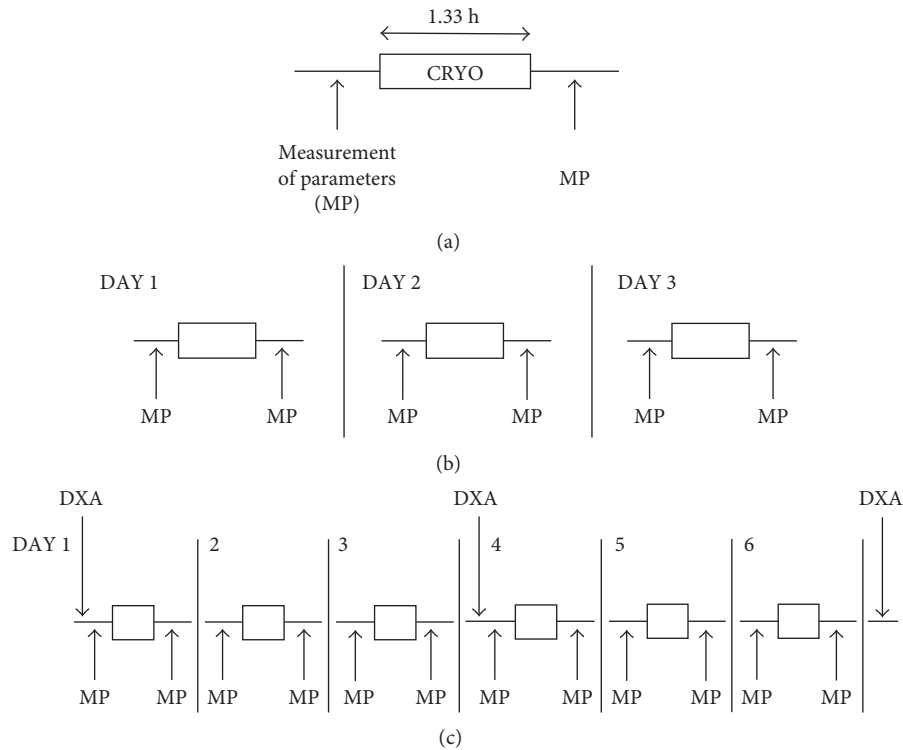 1.33 h
CRYO
Measurement
of parameters
(MP)
MP
(a)
DAY 1
DAY 2
DAY 3
MP
MP
MP
MP
MP
MP
(b)
DXA
DXA
DXA
DAY 1
2
3
4
5
6
MP
MP
MP
MP
MP
MP
MP
MP
MP
MP
MP
MP
(c)